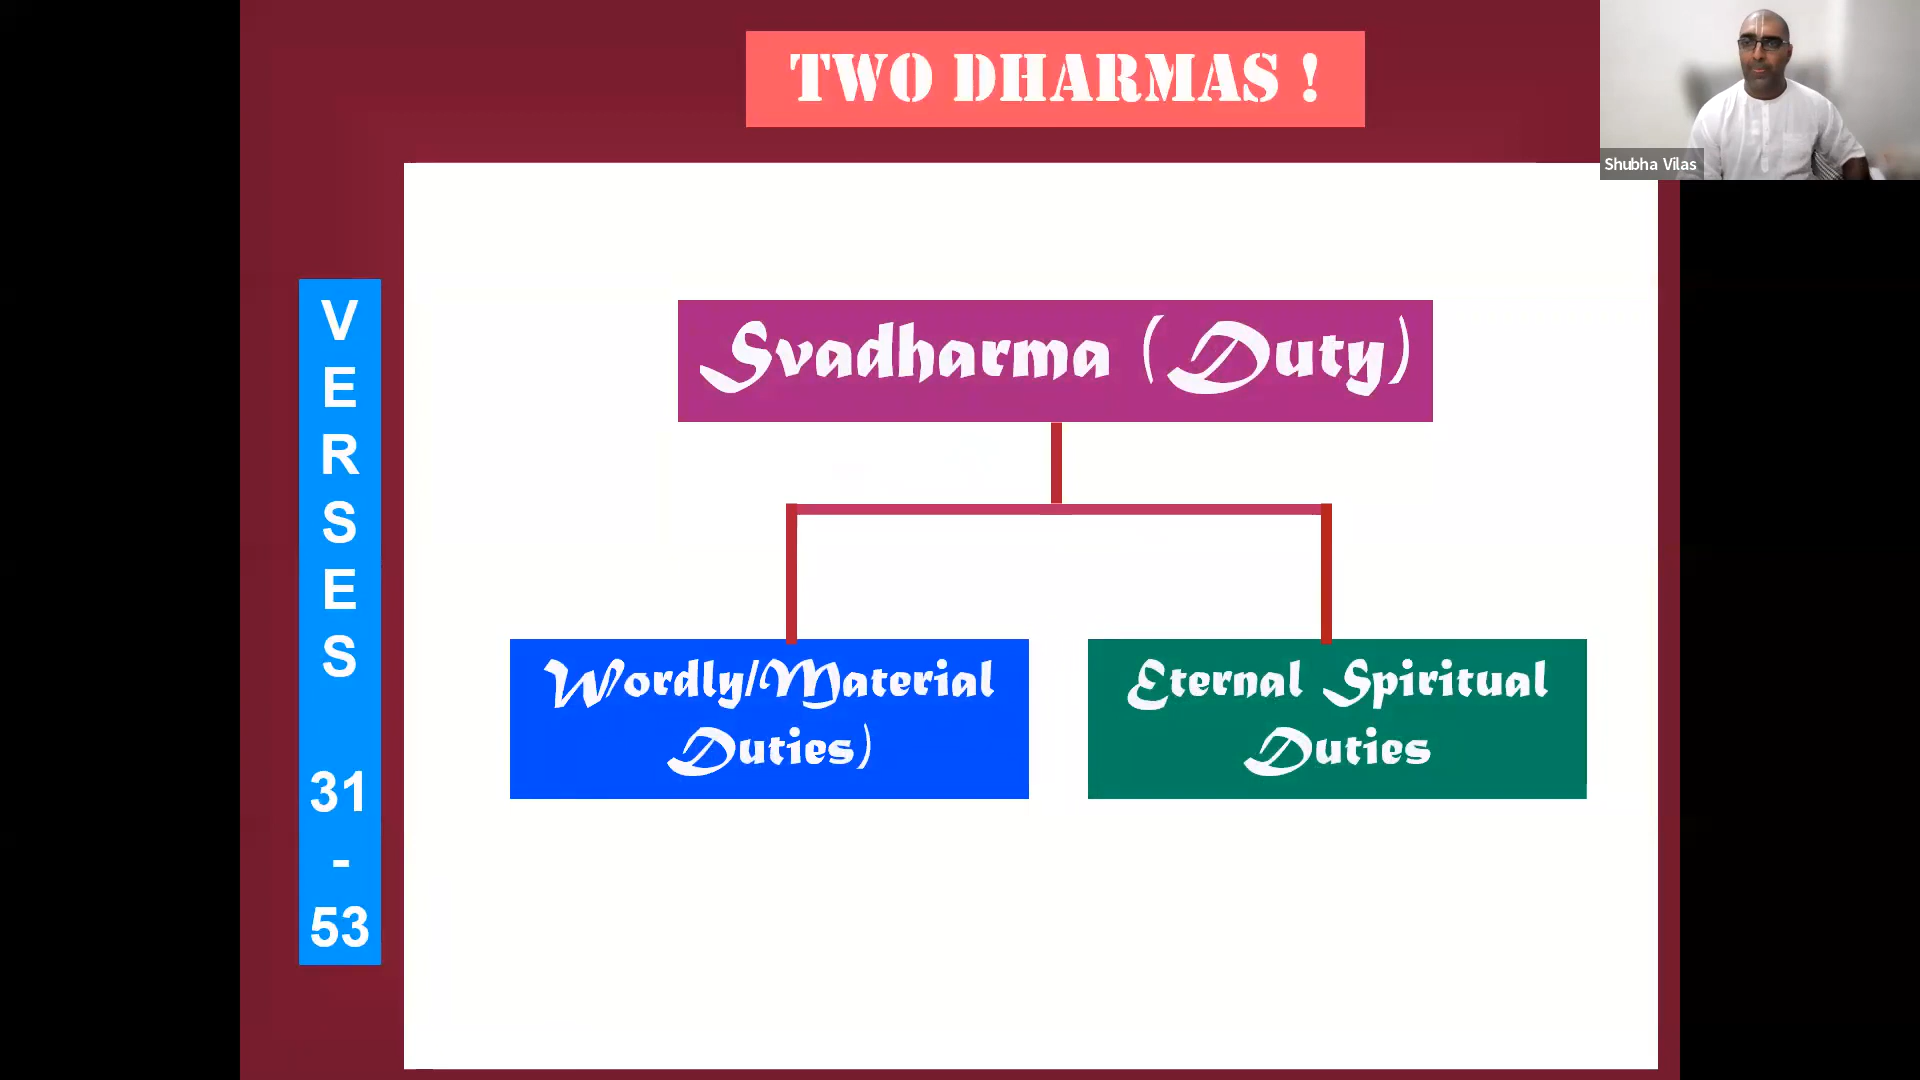 TWO DHARMAS !
Shubha Vilas
V
E
R
S
E
S
31
-
53
Svadharma (Duty)
Wordly/Material
Duties)
Eternal Spiritual
Duties